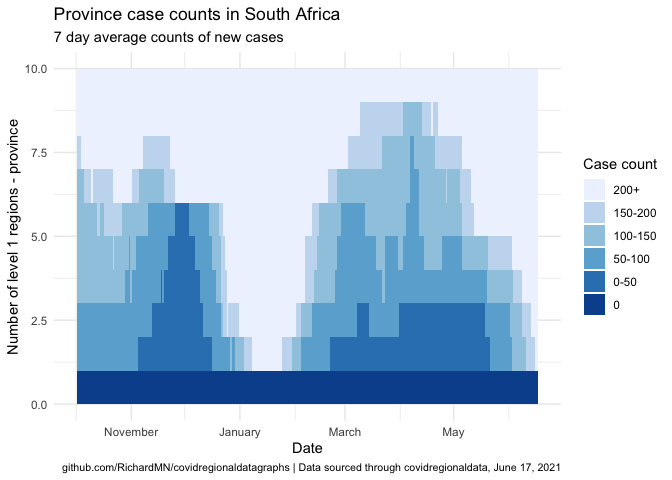 Province case counts in South Africa
7 day average counts of new cases
Number of level 1 regions - province
10.0
7.5
5.0
2.5
0.0
November
January
March
May
Date
Case count
200+
150-200
100-150
50-100
0-50
0
github.com/RichardMN/covidregionaldatagraphs | Data sourced through covidregionaldata, June 17, 2021